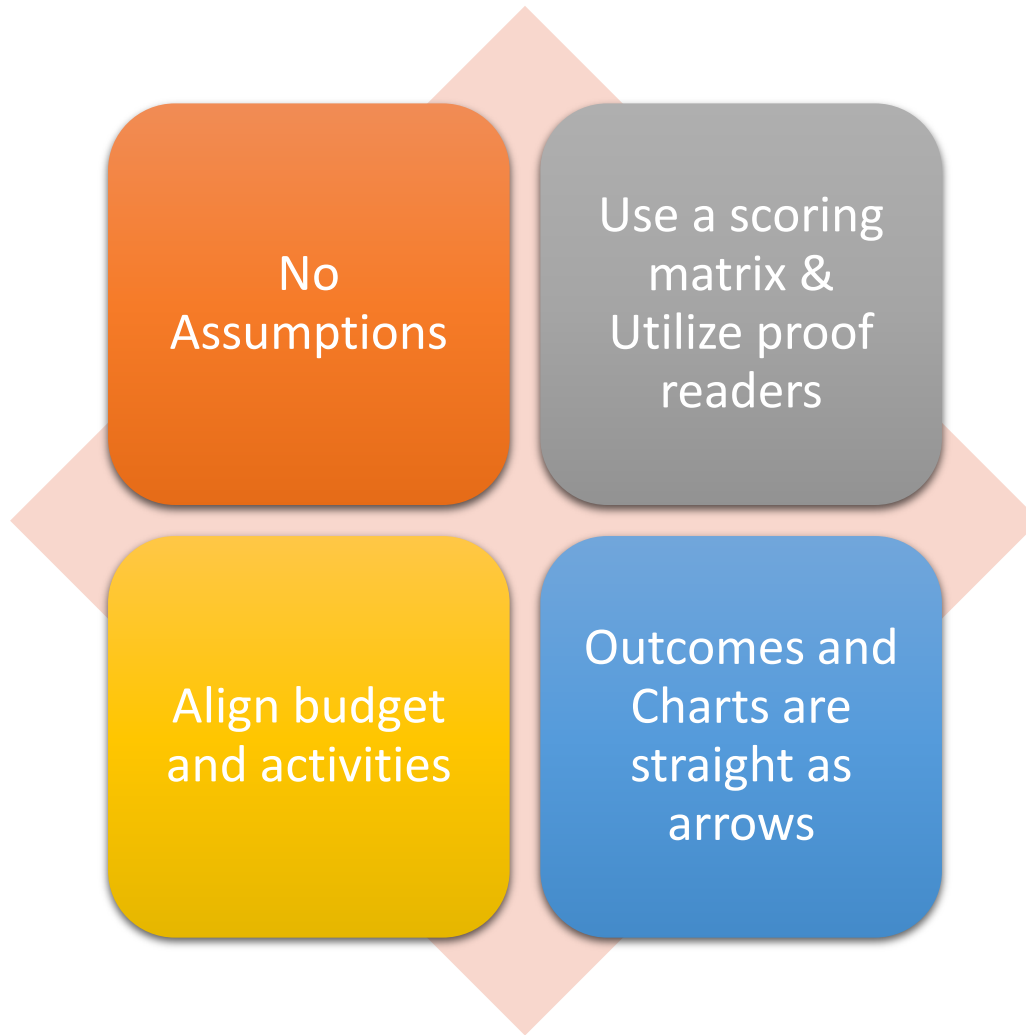 No
Assumptions
Use a scoring
matrix &
Utilize proof
readers
Align budget
and activities
Outcomes and
Charts are
straight as
arrows